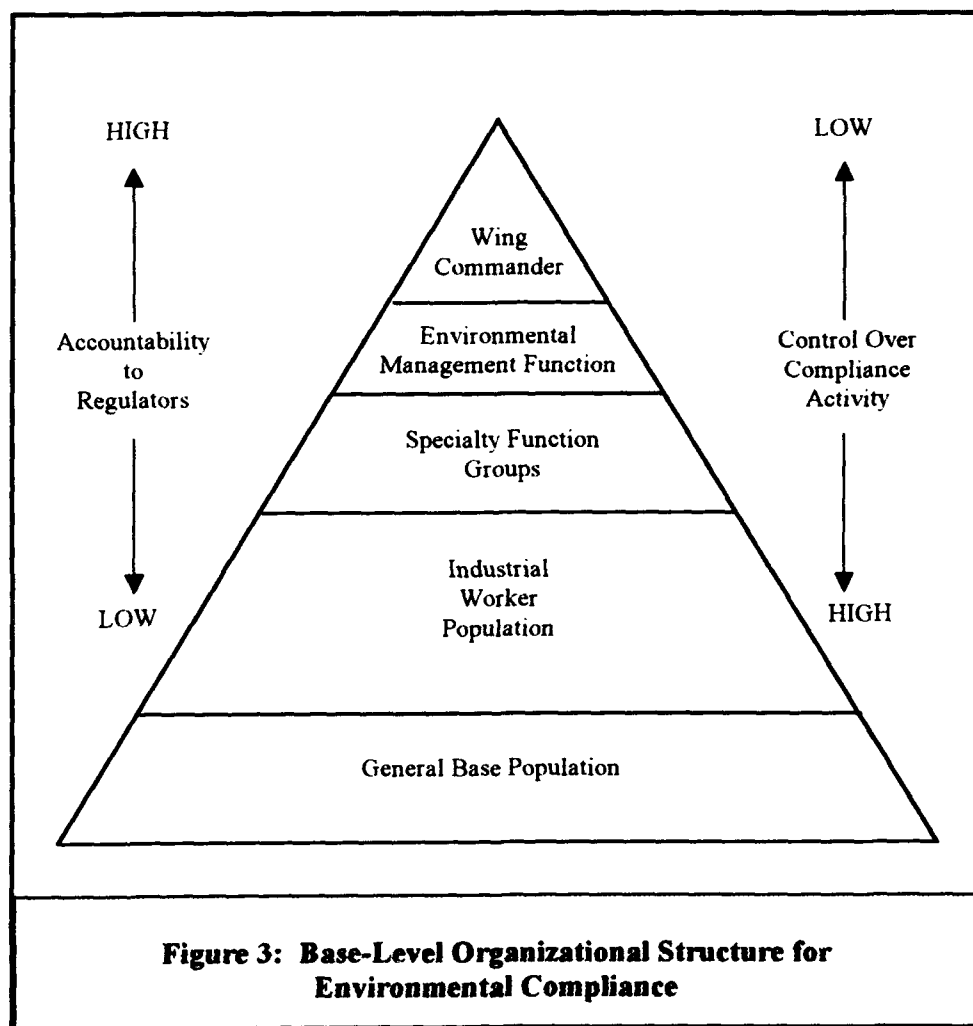 HIGH
LOW
Wing
Commander
Accountability
to
Regulators
Environmental
Management Function
Control Over
Compliance
Activity
Specialty Function
Groups
Industrial
Worker
Population
LOW
HIGH
General Base Population
Figure 3: Base-Level Organizational Structure for
Environmental Compliance